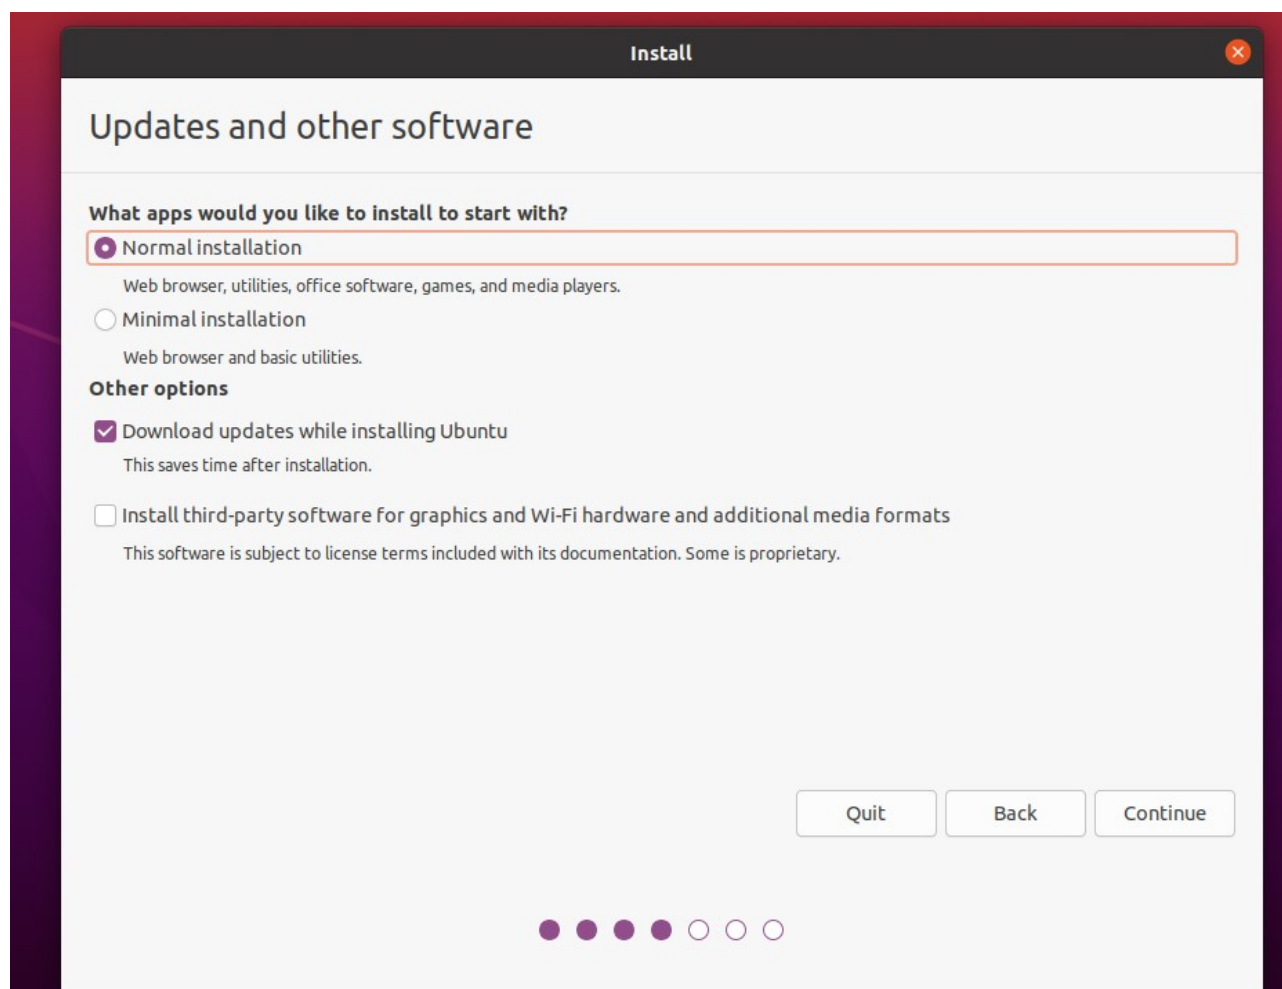 Install
Updates and other software
What apps would you like to install to start with?
Normal installation
Web browser, utilities, office software, games, and media players.
Minimal installation
Web browser and basic utilities.
Other options
Download updates while installing Ubuntu
This saves time after installation.
Install third-party software for graphics and Wi-Fi hardware and additional media formats
This software is subject to license terms included with its documentation. Some is proprietary.
Quit Back Continue